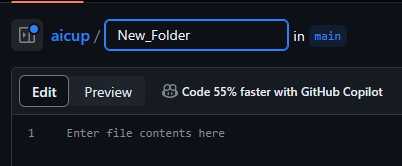 aicup / New_Folder in main
Edit Preview Code 55% faster with GitHub Copilot
1 Enter file contents here